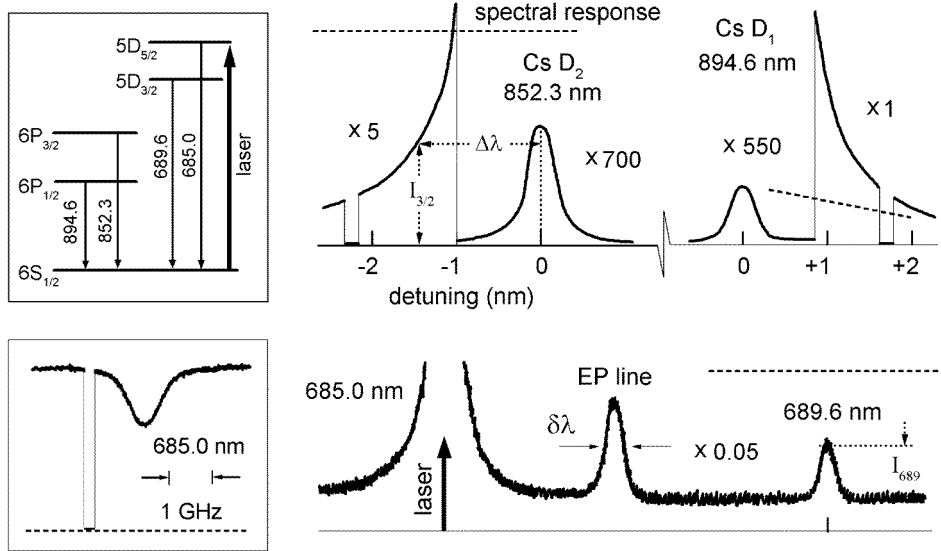 5D5/2
5D3/2
6P3/2
6P1/2
6S1/2
894.6
852.3
689.6
685.0
laser
spectral response
Cs D2
852.3 nm
Cs D1
894.6 nm
x 5
Δλ
I3/2
x 700
x 550
x 1
-2
-1
0
0
+1
+2
detuning (nm)
685.0 nm
1 GHz
685.0 nm
laser
EP line
δλ
x 0.05
689.6 nm
I689